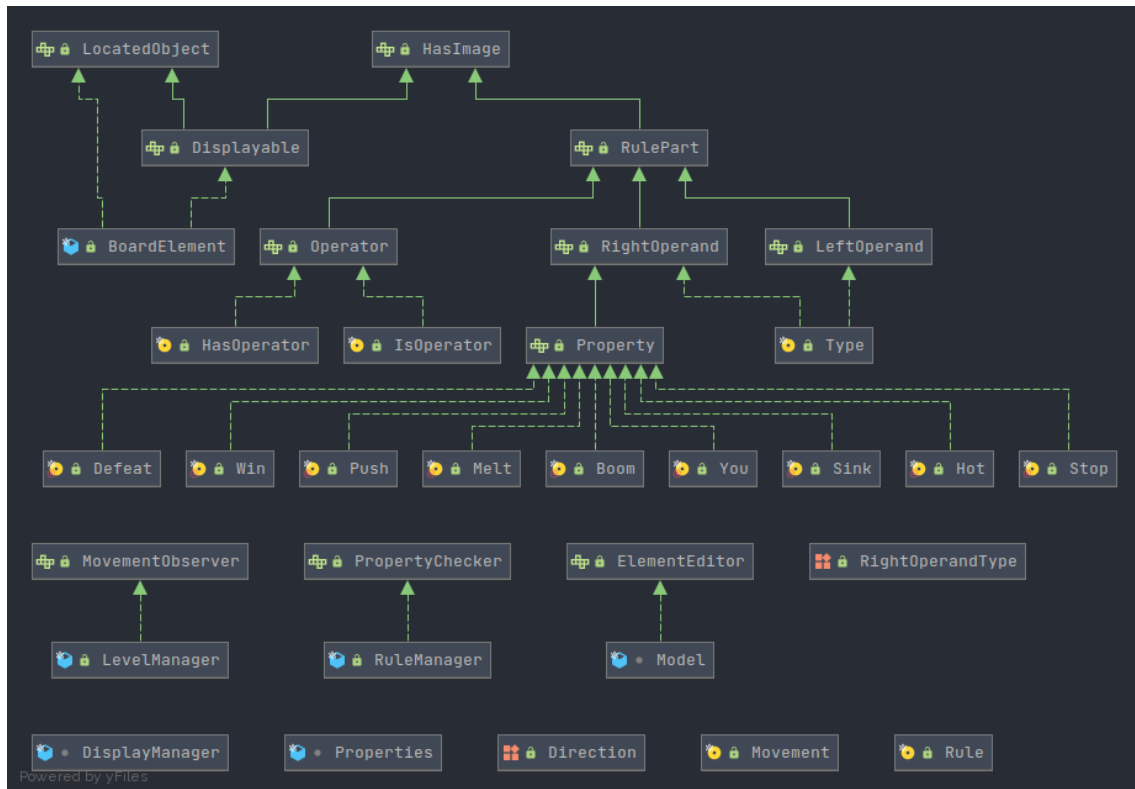 LocatedObject
HasImage
Displayable
RulePart
BoardElement
Operator
RightOperand
LeftOperand
HasOperator
IsOperator
Property
Type
Defeat
Win
Push
Melt
Boom
You
Sink
Hot
Stop
MovementObserver
PropertyChecker
ElementEditor
RightOperandType
LevelManager
RuleManager
Model
DisplayManager
Properties
Direction
Movement
Rule
Powered by yFiles